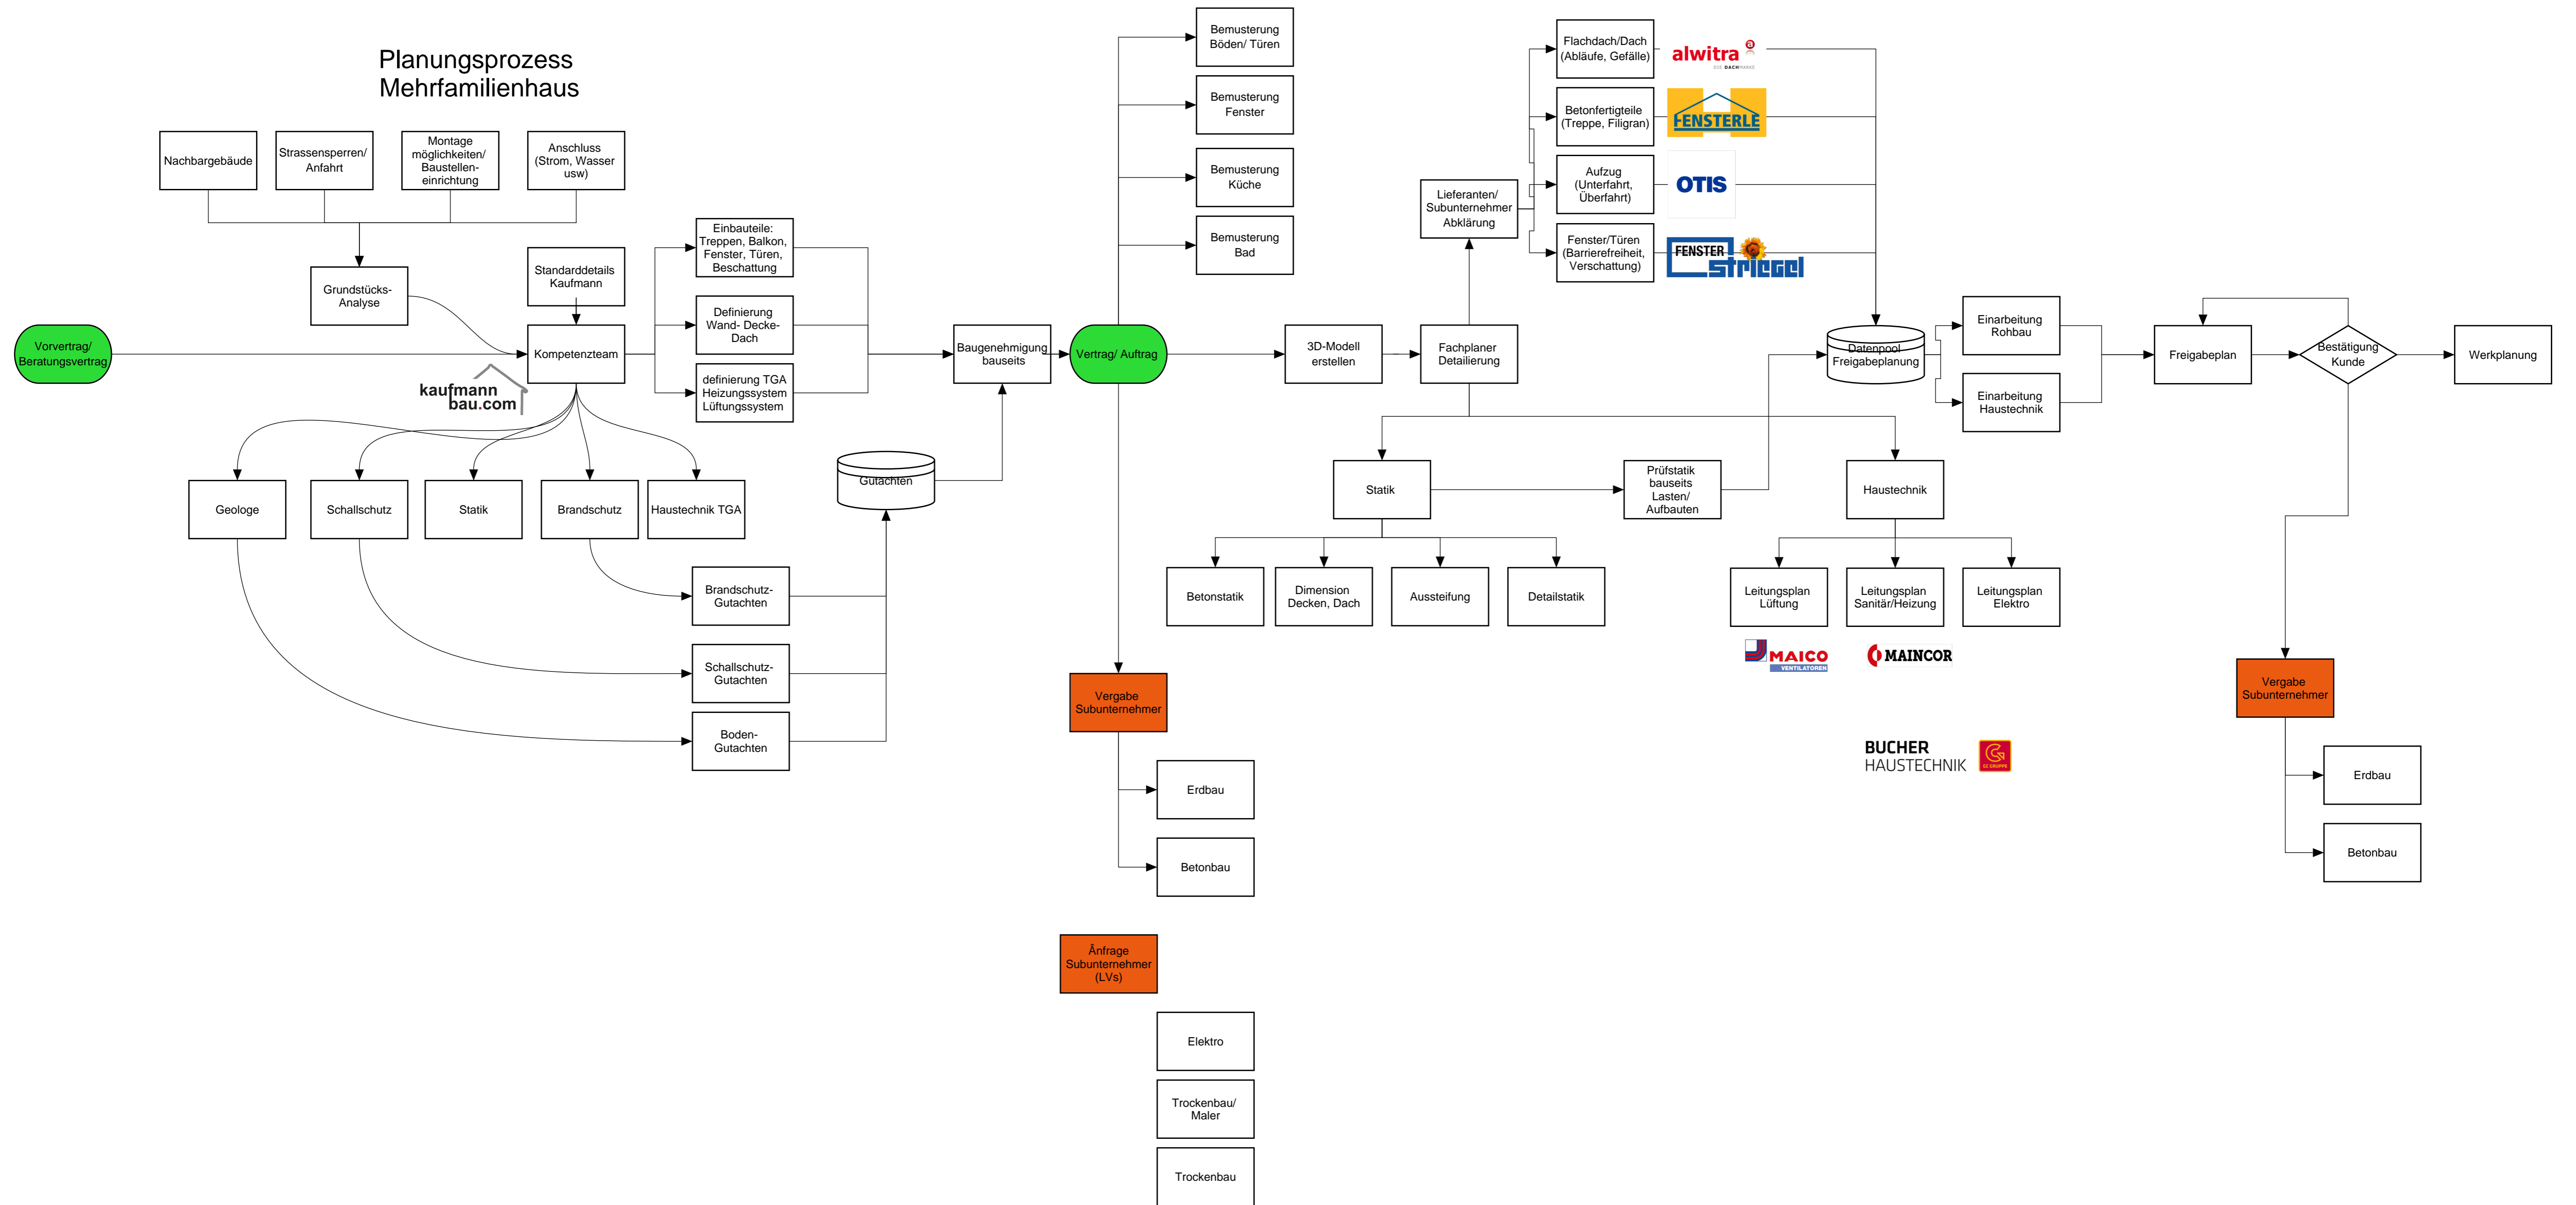 Planungsprozess
Mehrfamilienhaus
Nachbargebäude
Strassensperren/
Anfahrt
Montage
möglichkeiten/
Baustellen-
einrichtung
Anschluss
(Strom, Wasser
usw)
Grundstücks-
Analyse
Standarddetails
Kaufmann
Vorvertrag/
Beratungsvertrag
Kompetenzteam
kaufmann
bau.com
Einbauteile:
Treppen, Balkon,
Fenster, Türen,
Beschattung
Definierung
Wand- Decke-
Dach
definierung TGA
Heizungssystem
Lüftungssystem
Geologe
Schallschutz
Statik
Brandschutz
Haustechnik TGA
Brandschutz-
Gutachten
Schallschutz-
Gutachten
Boden-
Gutachten
Gutachten
Baugenehmigung
bauseits
Vertrag/ Auftrag
Bemusterung
Böden/ Türen
Bemusterung
Fenster
Bemusterung
Küche
Bemusterung
Bad
3D-Modell
erstellen
Fachplaner
Detailierung
Lieferanten/
Subunternehmer
Abklärung
Flachdach/Dach
(Abläufe, Gefälle)
alwitra
a
DIE DACHMARKE
Betonfertigteile
(Treppe, Filigran)
FENSTERLE
Aufzug
(Unterfahrt,
Überfahrt)
OTIS
Fenster/Türen
(Barrierefreiheit,
Verschattung)
FENSTER
striegel
Statik
Prüfstatik
bauseits
Lasten/
Aufbauten
Haustechnik
Betonstatik
Dimension
Decken, Dach
Aussteifung
Detailstatik
Leitungsplan
Lüftung
Leitungsplan
Sanitär/Heizung
Leitungsplan
Elektro
MAICO
VENTILATOREN
MAINCOR
BUCHER
HAUSTECHNIK
GC GRUPPE
Datenpool
Freigabeplanung
Einarbeitung
Rohbau
Einarbeitung
Haustechnik
Freigabeplan
Bestätigung
Kunde
Werkplanung
Vergabe
Subunternehmer
Erdbau
Betonbau
Vergabe
Subunternehmer
Erdbau
Betonbau
Änfrage
Subunternehmer
(LVs)
Elektro
Trockenbau/
Maler
Trockenbau